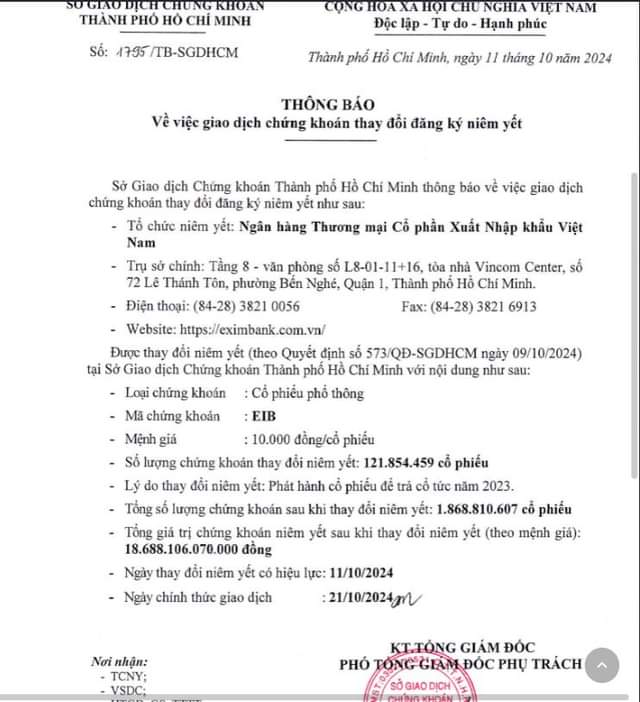 SỞ GIAO DỊCH CHỨNG KHOÁN
THÀNH PHỐ HỒ CHÍ MINH
CỘNG HÒA XÃ HỘI CHỦ NGHĨA VIỆT NAM
Độc lập - Tự do - Hạnh phúc
Số: 1795/TB-SGDHCM
Thành phố Hồ Chí Minh, ngày 11 tháng 10 năm 2024
THÔNG BÁO
Về việc giao dịch chứng khoán thay đổi đăng ký niêm yết
Sở Giao dịch Chứng khoán Thành phố Hồ Chí Minh thông báo về việc giao dịch
chứng khoán thay đổi đăng ký niêm yết như sau:
- Tổ chức niêm yết: Ngân hàng Thương mại Cổ phần Xuất Nhập khẩu Việt
Nam
- Trụ sở chính: Tầng 8 - văn phòng số L8-01-11+16, tòa nhà Vincom Center, số
72 Lê Thánh Tôn, phường Bến Nghé, Quận 1, Thành phố Hồ Chí Minh.
- Điện thoại: (84-28) 3821 0056 Fax: (84-28) 3821 6913
- Website: https://eximbank.com.vn/
Được thay đổi niêm yết (theo Quyết định số 573/QĐ-SGDHCM ngày 09/10/2024)
tại Sở Giao dịch Chứng khoán Thành phố Hồ Chí Minh với nội dung như sau:
- Loại chứng khoán : Cổ phiếu phổ thông
- Mã chứng khoán : EIB
- Mệnh giá : 10.000 đồng/cổ phiếu
- Số lượng chứng khoán thay đổi niêm yết: 121.854.459 cổ phiếu
- Lý do thay đổi niêm yết: Phát hành cổ phiếu để trả cổ tức năm 2023.
- Tổng số lượng chứng khoán sau khi thay đổi niêm yết: 1.868.810.607 cổ phiếu
- Tổng giá trị chứng khoán niêm yết sau khi thay đổi niêm yết (theo mệnh giá):
18.688.106.070.000 đồng
- Ngày thay đổi niêm yết có hiệu lực: 11/10/2024
- Ngày chính thức giao dịch : 21/10/2024
KT.TỔNG GIÁM ĐỐC
PHÓ TỔNG GIÁM ĐỐC PHỤ TRÁCH
Nơi nhận:
- TCNY;
- VSDC;
SỞ GIAO DỊCH
CHỨNG KHOÁN